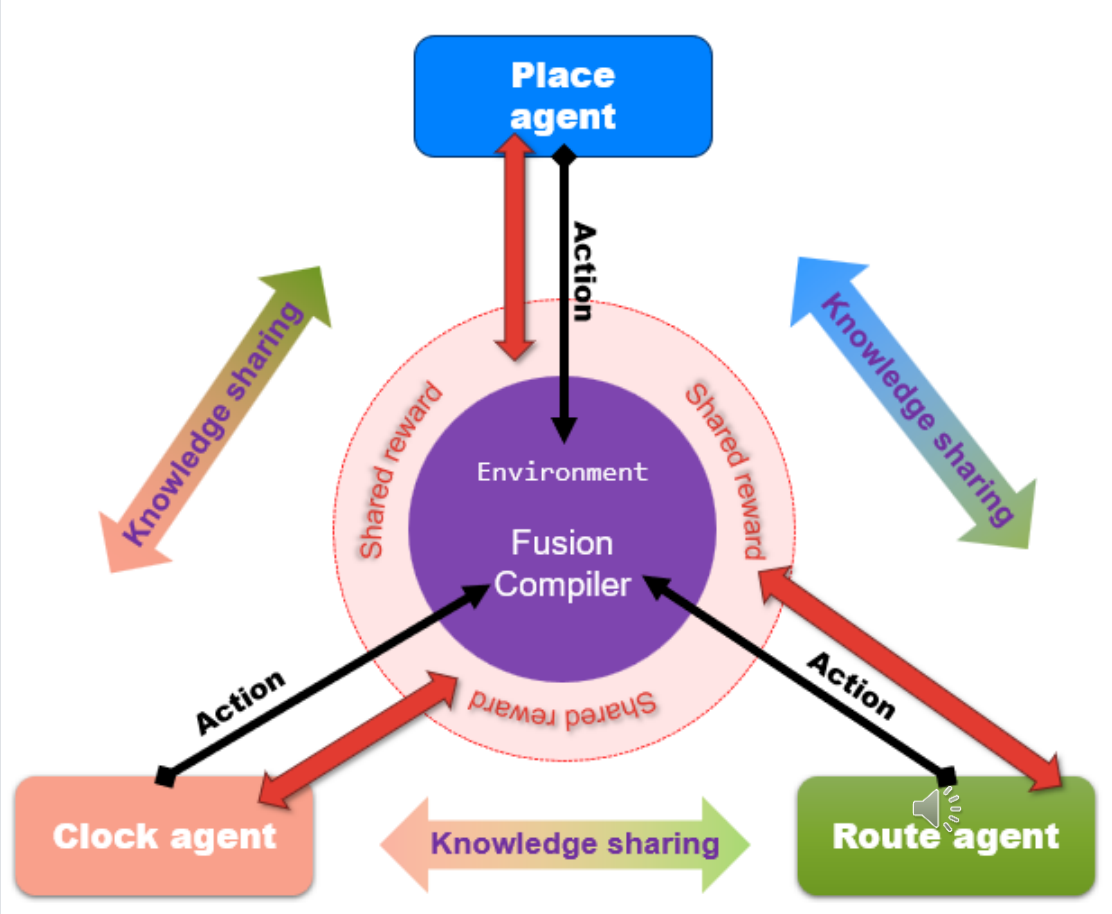 Place
agent
Action
Knowledge sharing
Knowledge sharing
Shared reward
Shared reward
Environment
Fusion
Compiler
Action
Action
Shared reward
Clock agent
Knowledge sharing
Route agent